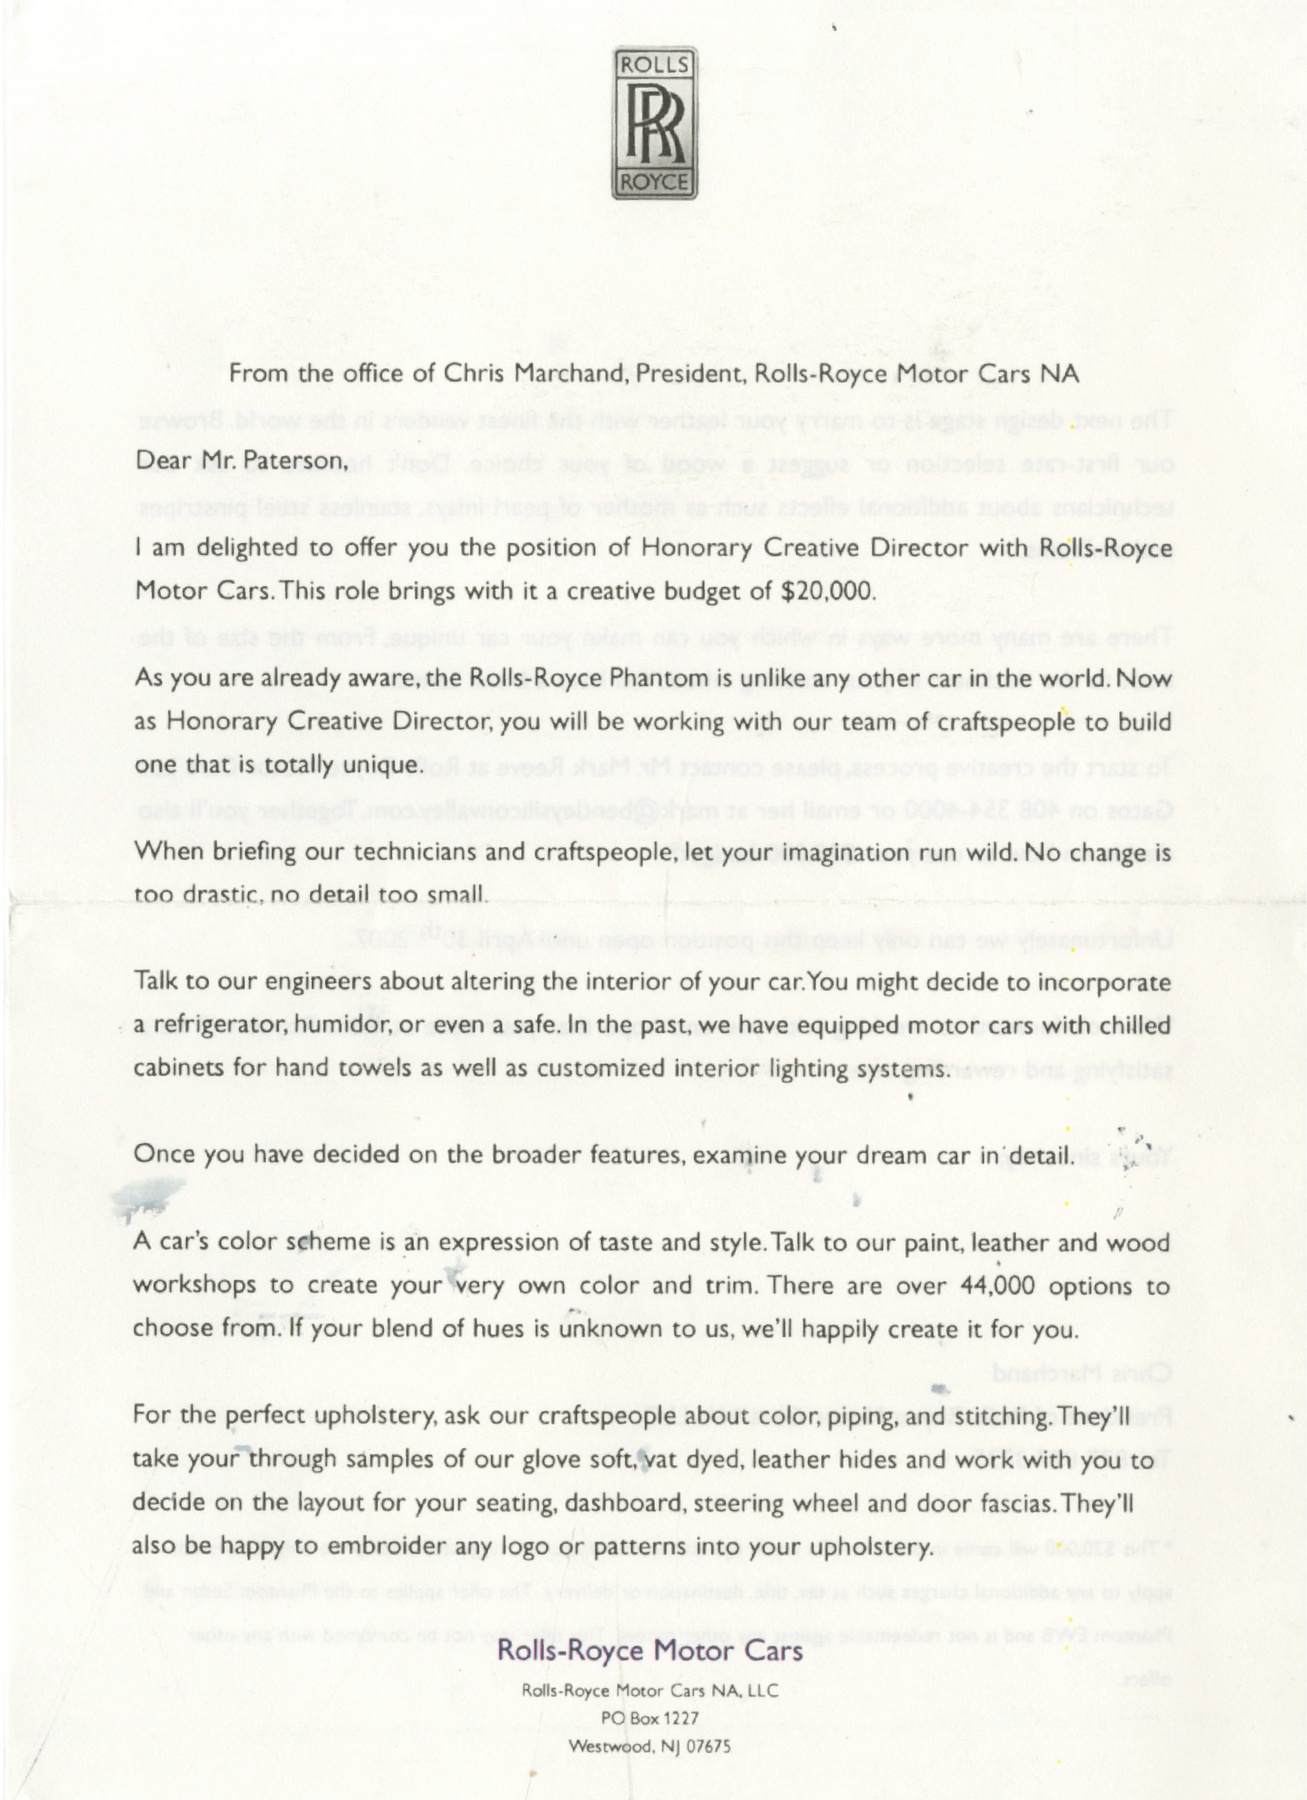 ROLLS
RR
ROYCE
From the office of Chris Marchand, President, Rolls-Royce Motor Cars NA
Dear Mr. Paterson,
I am delighted to offer you the position of Honorary Creative Director with Rolls-Royce
Motor Cars. This role brings with it a creative budget of $20,000.
As you are already aware, the Rolls-Royce Phantom is unlike any other car in the world. Now
as Honorary Creative Director, you will be working with our team of craftspeople to build
one that is totally unique.
When briefing our technicians and craftspeople, let your imagination run wild. No change is
too drastic, no detail too small.
Talk to our engineers about altering the interior of your car. You might decide to incorporate
a refrigerator, humidor, or even a safe. In the past, we have equipped motor cars with chilled
cabinets for hand towels as well as customized interior lighting systems.
Once you have decided on the broader features, examine your dream car in detail.
A car's color scheme is an expression of taste and style. Talk to our paint, leather and wood
workshops to create your very own color and trim. There are over 44,000 options to
choose from. If your blend of hues is unknown to us, we'll happily create it for you.
For the perfect upholstery, ask our craftspeople about color, piping, and stitching. They'll
take your through samples of our glove soft, vat dyed, leather hides and work with you to
decide on the layout for your seating, dashboard, steering wheel and door fascias. They'll
also be happy to embroider any logo or patterns into your upholstery.
Rolls-Royce Motor Cars
Rolls-Royce Motor Cars NA, LLC
PO Box 1227
Westwood, NJ 07675